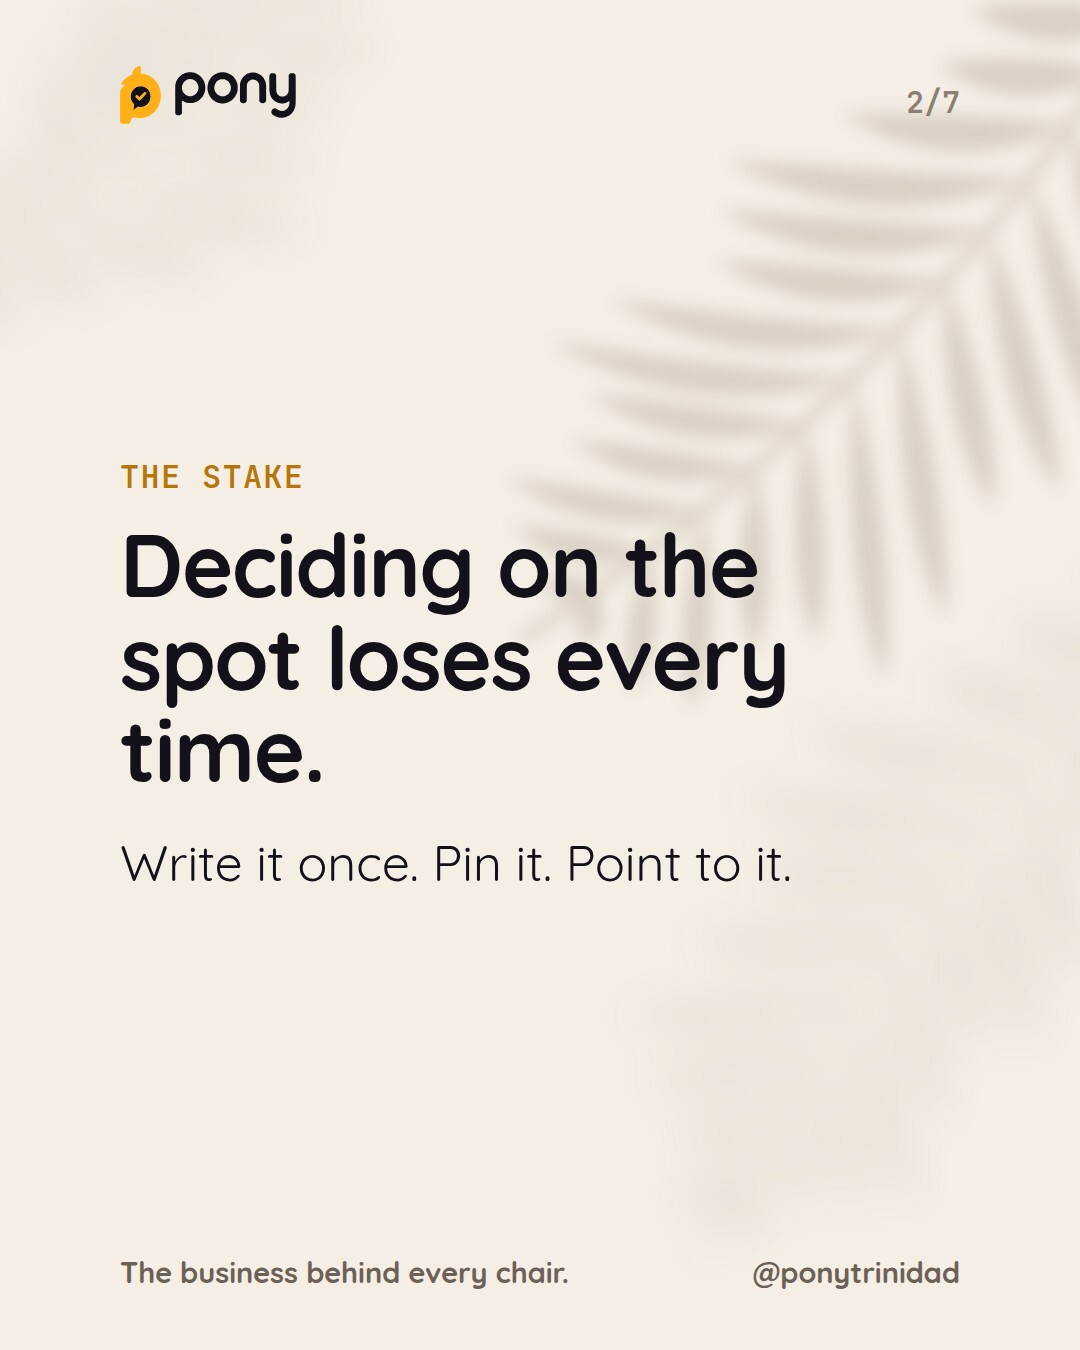 pony
2/7
THE STAKE
Deciding on the
spot loses every
time.
Write it once. Pin it. Point to it.
The business behind every chair.
@ponytrinidad